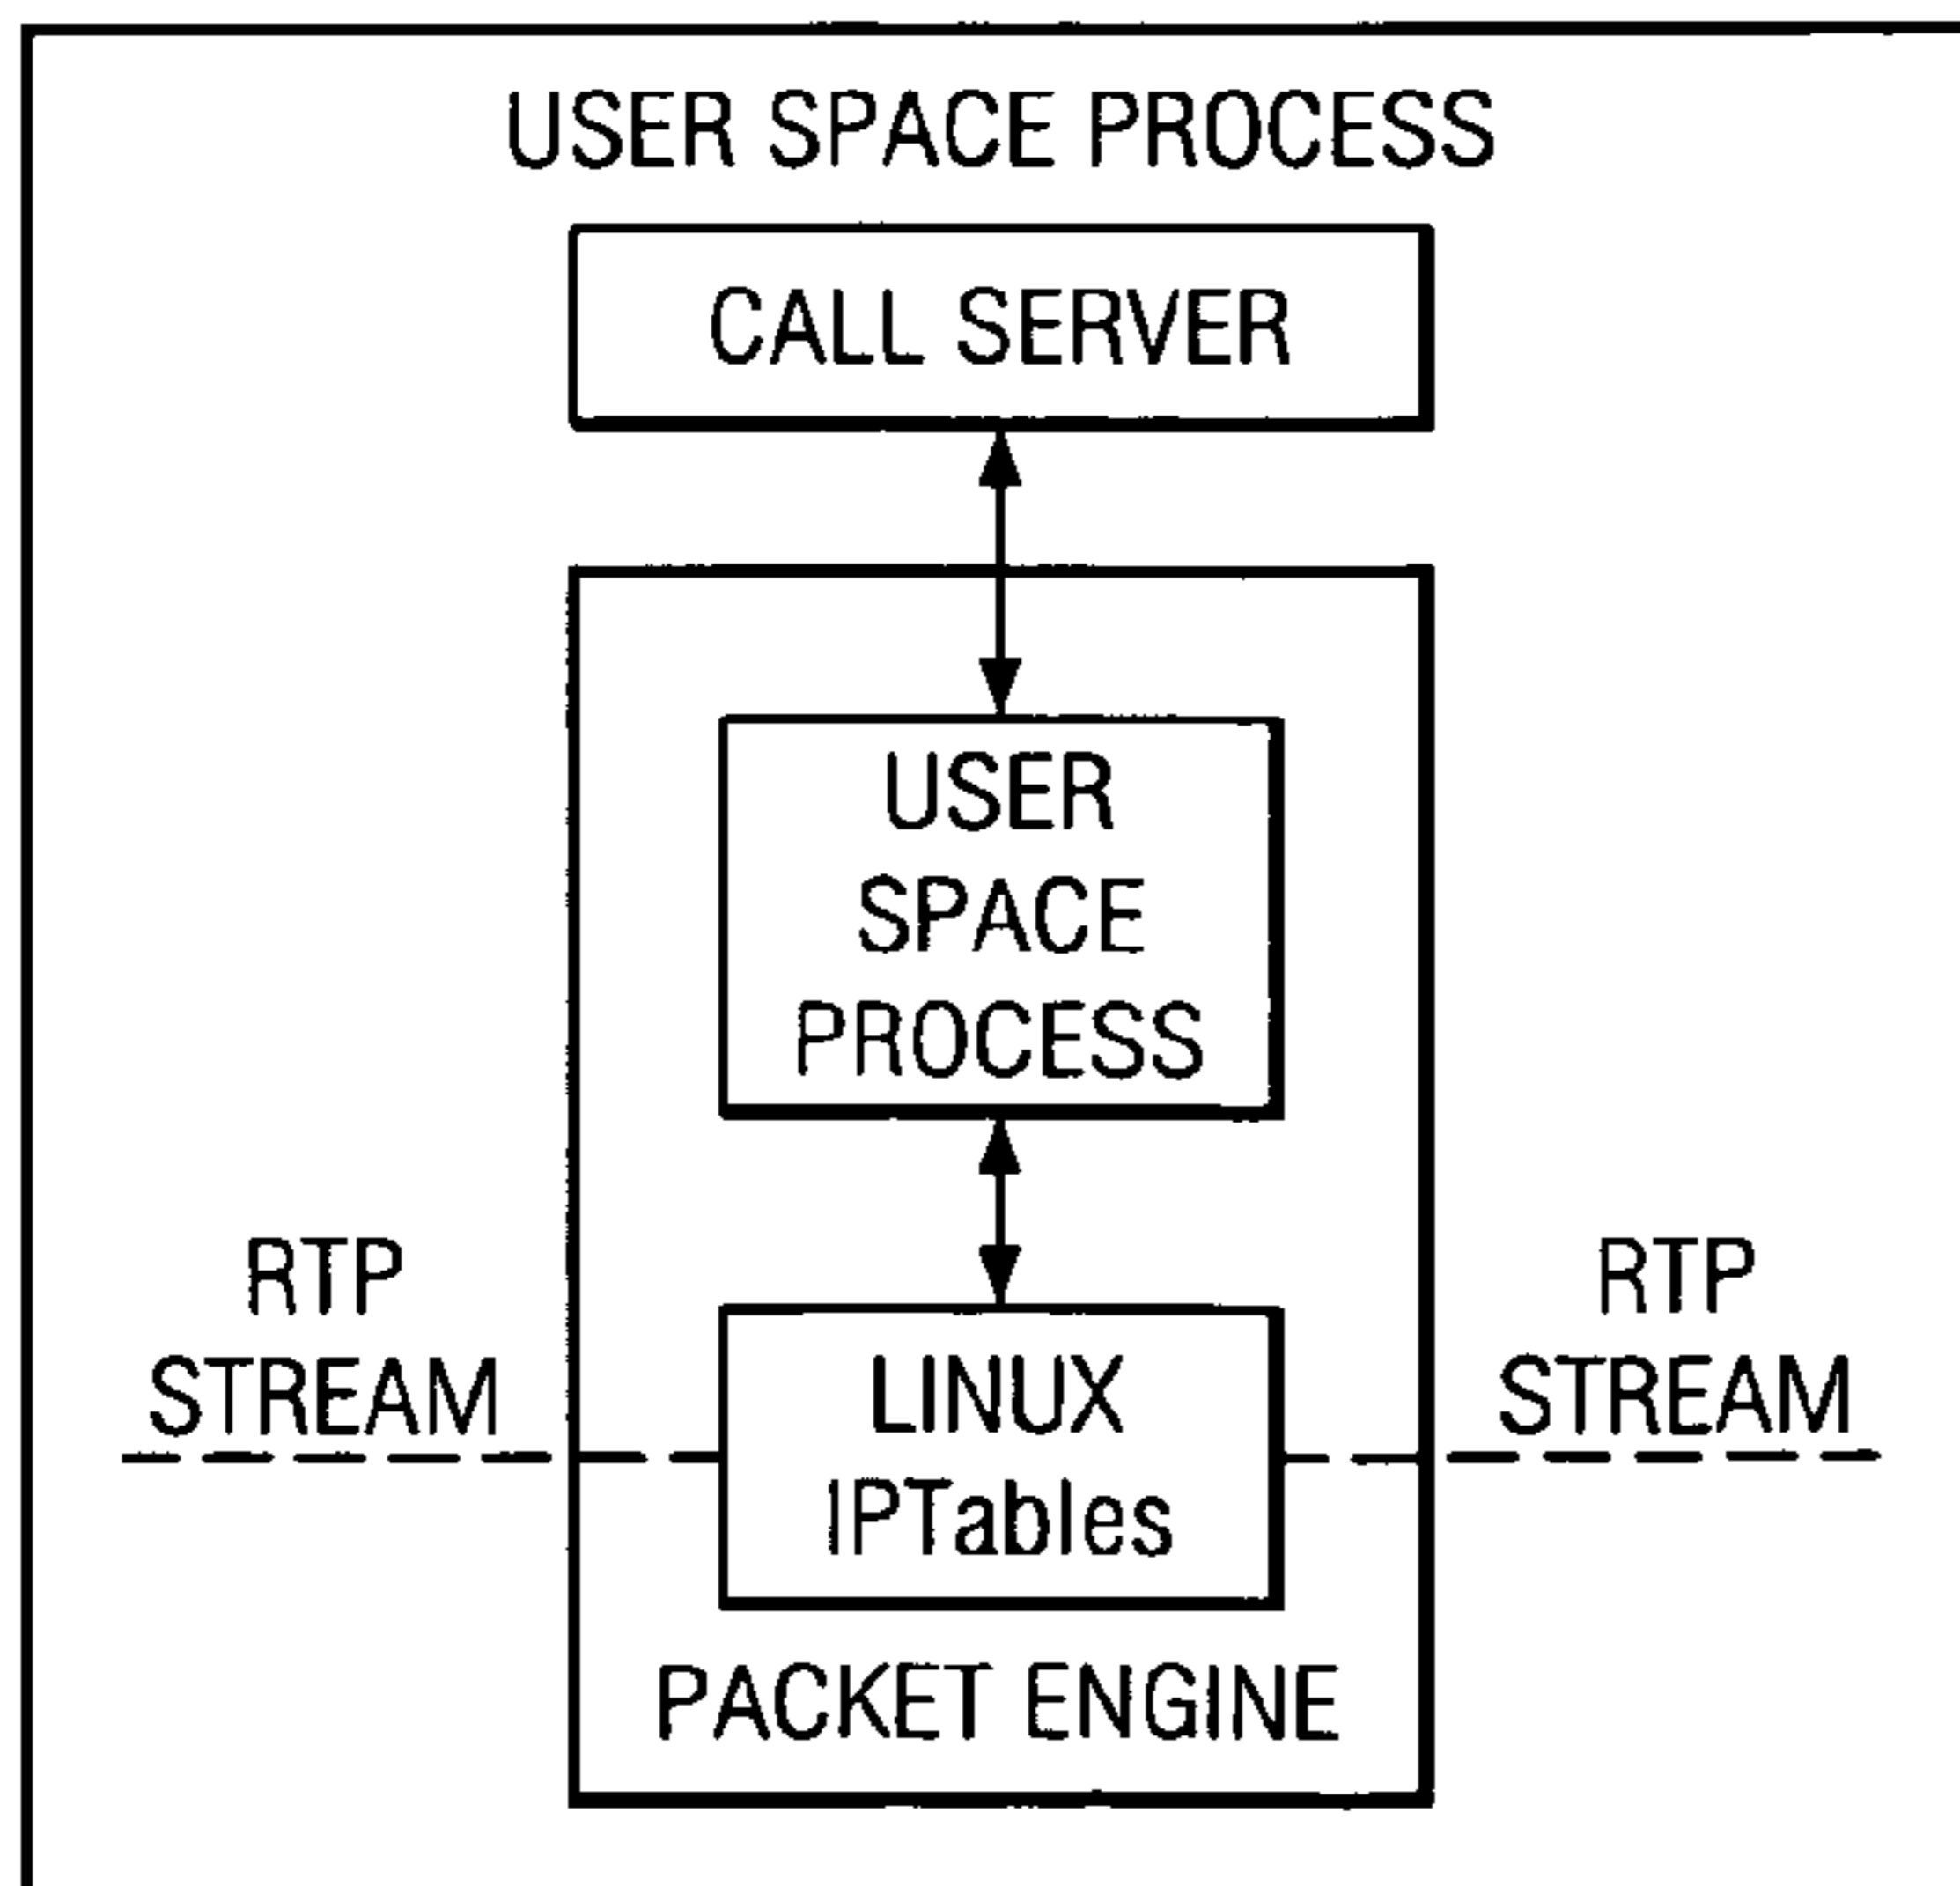 USER SPACE PROCESS
CALL SERVER
USER
SPACE
PROCESS
RTP
STREAM
LINUX
IPTables
RTP
STREAM
PACKET ENGINE